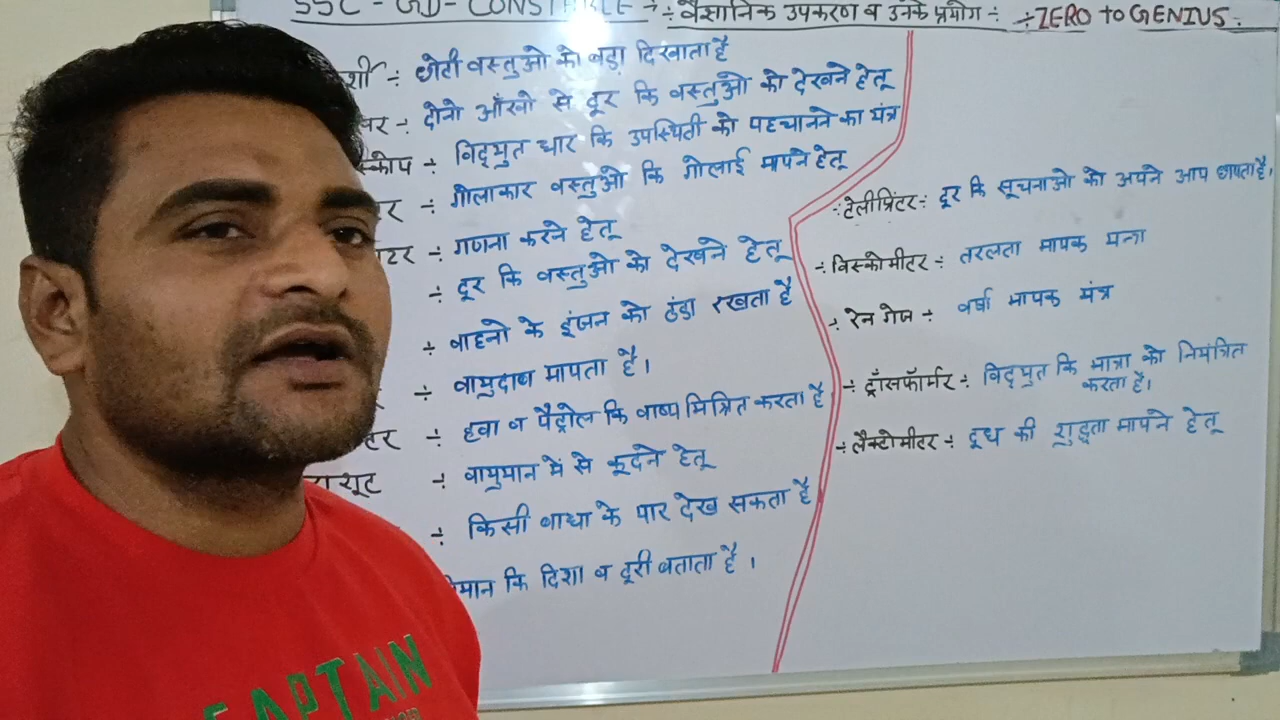 SSC - GD - CONSTABLE ÷ ÷ वैज्ञानिक उपकरण व उनके प्रयोग ÷ ÷ ZERO to GENIUS.
र्शी ÷ छोटी वस्तुओ को बड़ा दिखाता है
÷ दोनो आँखो से दूर कि वस्तुओ को देखने हेतू
स्कोप ÷ विद्युत धार कि उपस्थिती को पहचानने का यंत्र
टर ÷ गोलाकार वस्तुओ कि गोलाई मापने हेतू
टर ÷ गणना करने हेतू
÷ दूर कि वस्तुओ को देखने हेतू
÷ वाहनो के इंजन को ठंडा रखता है
÷ वायुदाब मापता है।
टर ÷ हवा व पैट्रोल कि वाष्प मिश्रित करता है
शूट ÷ वायुमान में से कूदने हेतू
÷ किसी बाधा के पार देख सकता है
मान कि दिशा व दूरी बताता है।
÷ टेलीप्रिंटर ÷ दूर कि सूचनाओ को अपने आप छापता है।
÷ विस्कोमीटर ÷ तरलता मापक यन्त्र
÷ रेन गेज ÷ वर्षा मापक यंत्र
÷ ट्राँसफॉर्मर ÷ विद्युत कि मात्रा को नियंत्रित
करता है।
÷ लैक्टोमीटर ÷ दूध की शुद्धता मापने हेतू
CAPTAIN